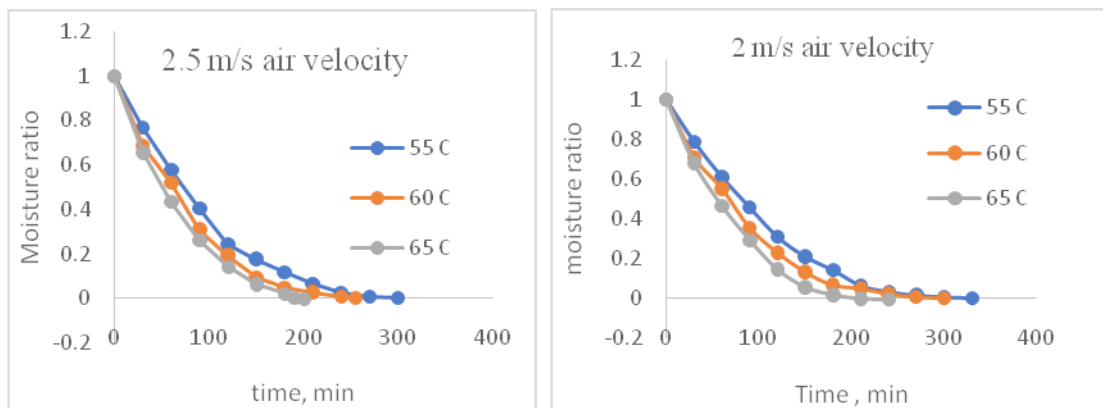 2.5 m/s air velocity
1.2
1
0.8
0.6
0.4
0.2
0
-0.2
Moisture ratio
55 C
60 C
65 C
0 100 200 300 400
time, min
2 m/s air velocity
1.2
1
0.8
0.6
0.4
0.2
0
-0.2
moisture ratio
55 C
60 C
65 C
0 100 200 300 400
Time , min